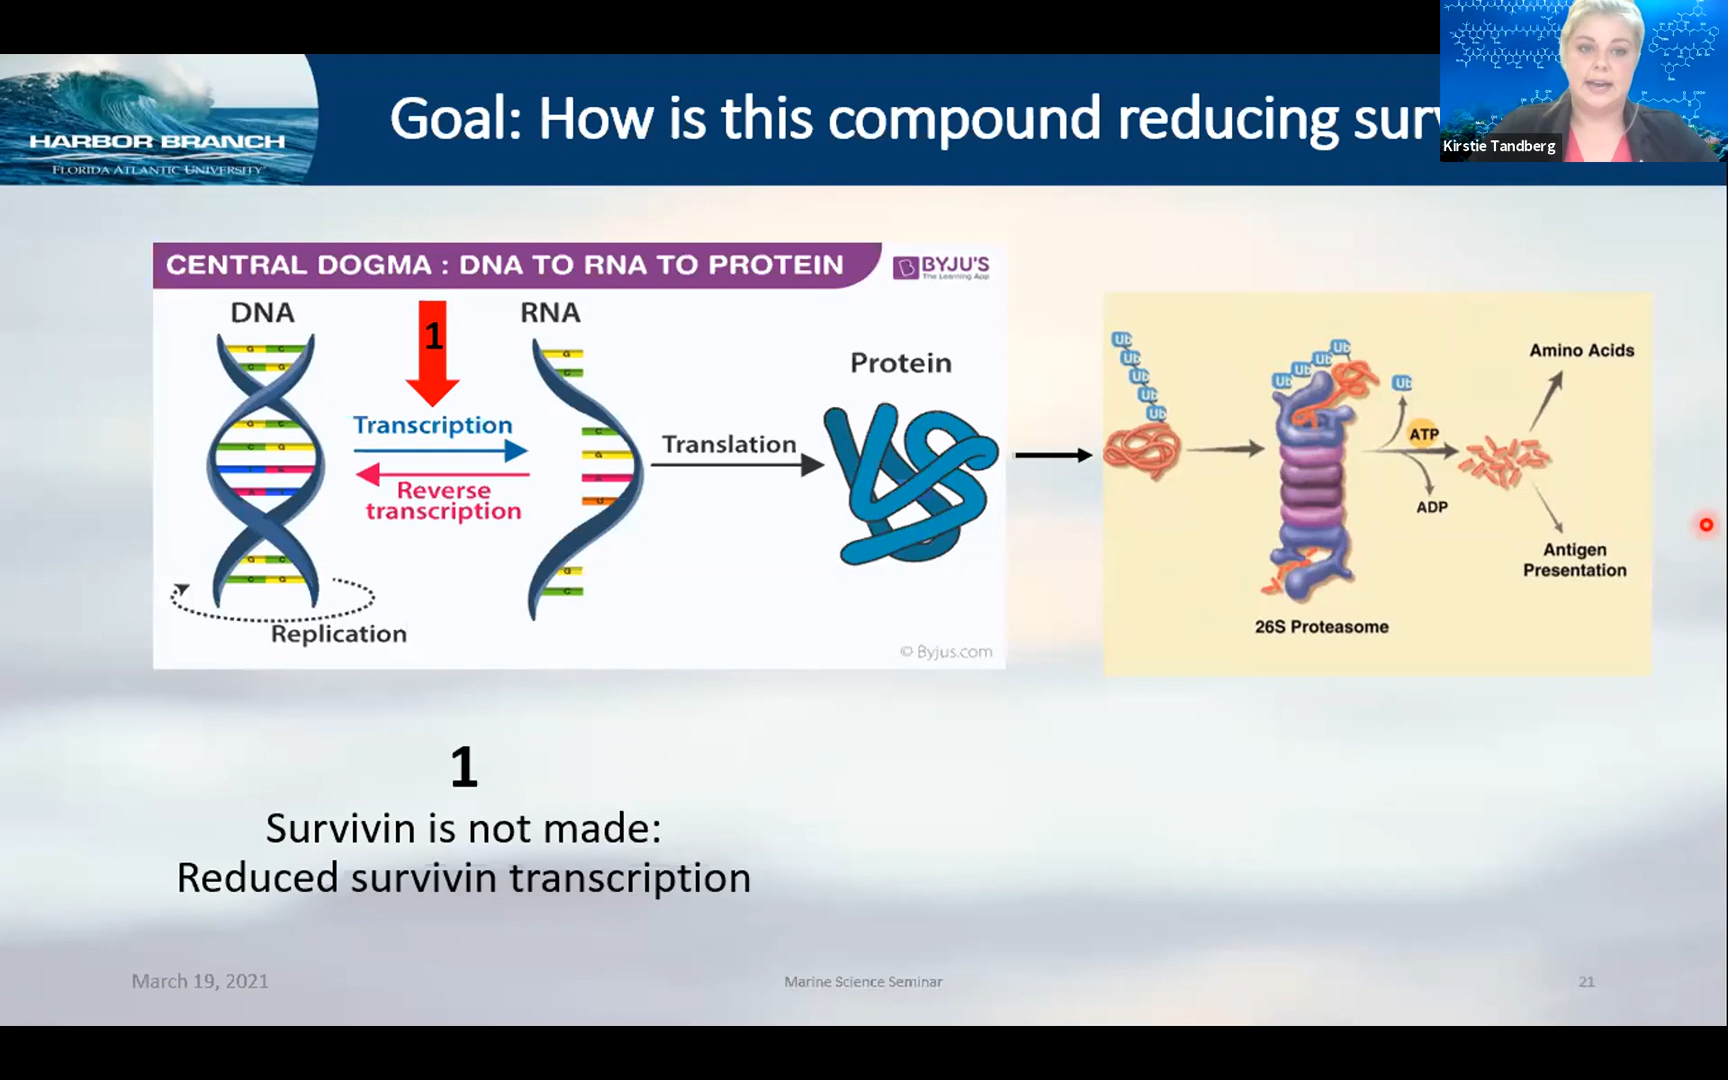 Goal: How is this compound reducing sur
Kirstie Tandberg
HARBOR BRANCH
FLORIDA ATLANTIC UNIVERSITY
CENTRAL DOGMA : DNA TO RNA TO PROTEIN
BYJU'S
The Learning App
DNA
1
RNA
Protein
Transcription
Reverse
transcription
Translation
Replication
© Byjus.com
Ub
Ub
Ub
Ub
Ub
Ub
Ub
Ub
Ub
Ub
ATP
ADP
Amino Acids
Antigen
Presentation
26S Proteasome
1
Survivin is not made:
Reduced survivin transcription
March 19, 2021
Marine Science Seminar
21